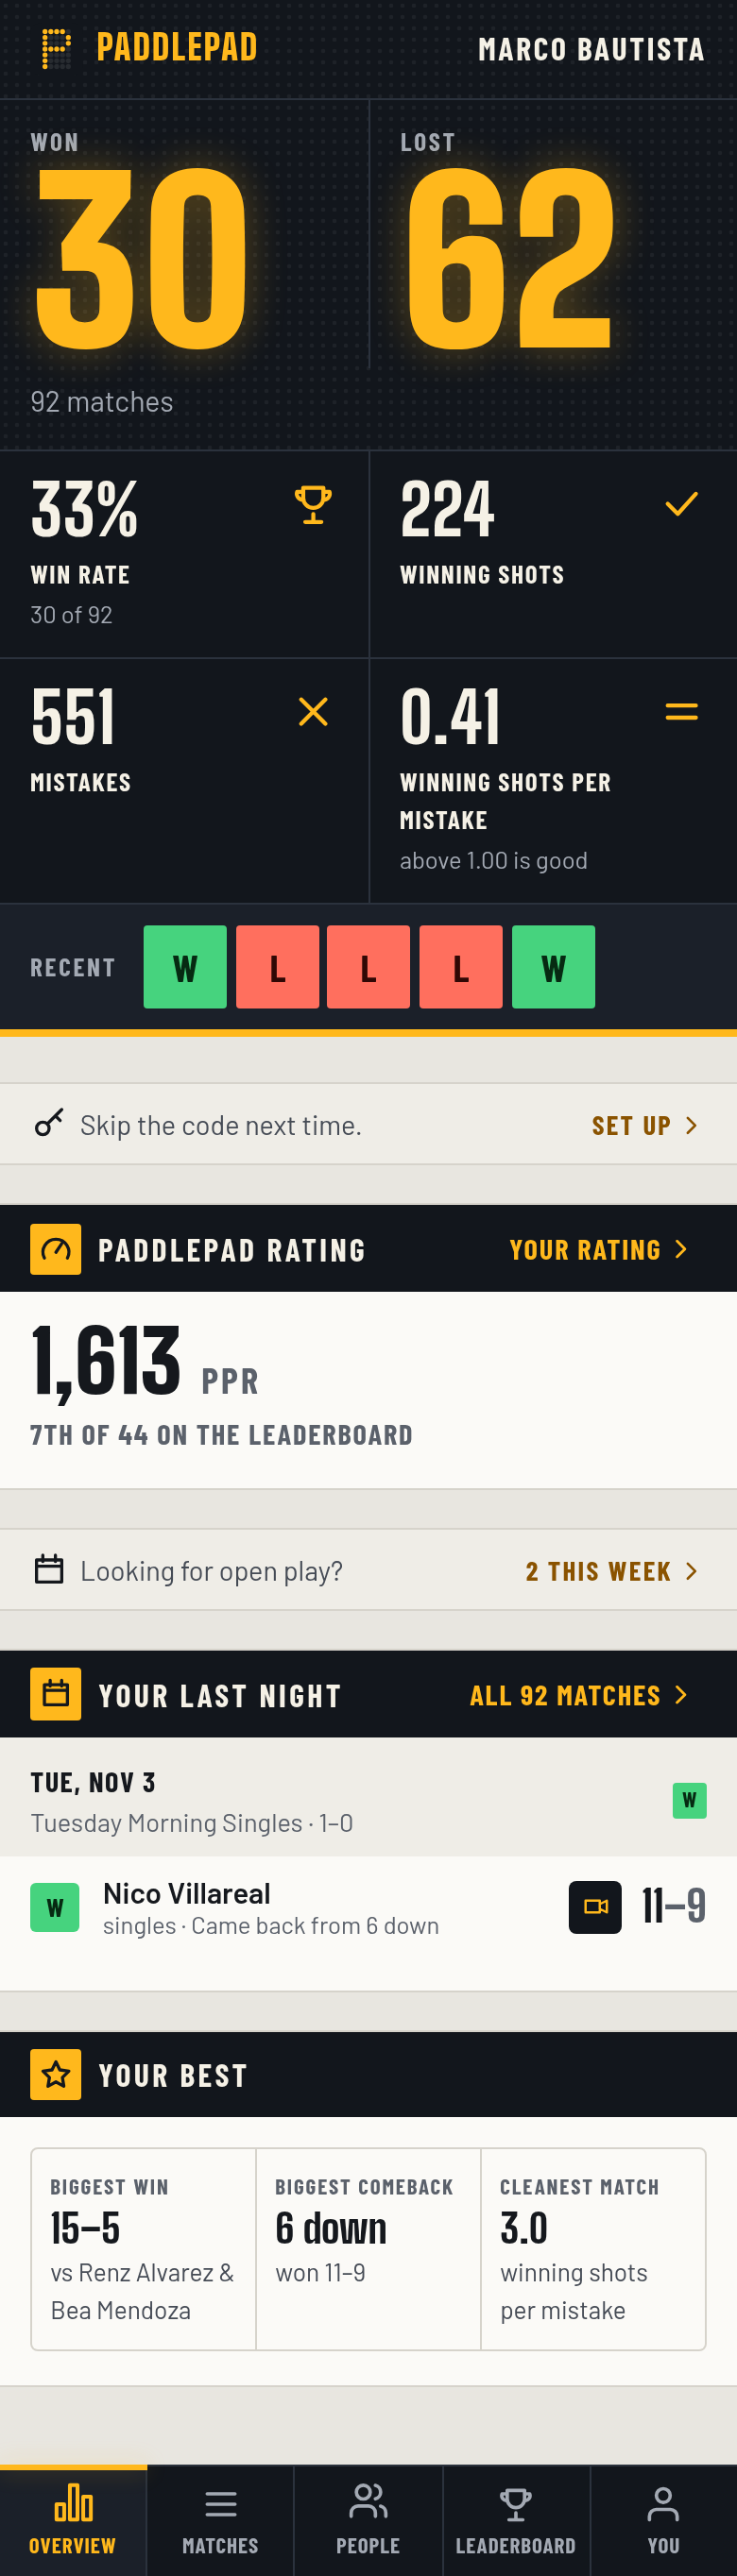 PADDLEPAD
MARCO BAUTISTA
WON
LOST
30
62
92 matches
33%
WIN RATE
30 of 92
224
WINNING SHOTS
551
MISTAKES
0.41
WINNING SHOTS PER
MISTAKE
above 1.00 is good
RECENT
W
L
L
L
W
Skip the code next time.
SET UP
PADDLEPAD RATING
YOUR RATING
1,613 PPR
7TH OF 44 ON THE LEADERBOARD
Looking for open play?
2 THIS WEEK
YOUR LAST NIGHT
ALL 92 MATCHES
TUE, NOV 3
Tuesday Morning Singles · 1–0
W
W
Nico Villareal
singles · Came back from 6 down
11–9
YOUR BEST
BIGGEST WIN
15–5
vs Renz Alvarez &
Bea Mendoza
BIGGEST COMEBACK
6 down
won 11–9
CLEANEST MATCH
3.0
winning shots
per mistake
OVERVIEW
MATCHES
PEOPLE
LEADERBOARD
YOU